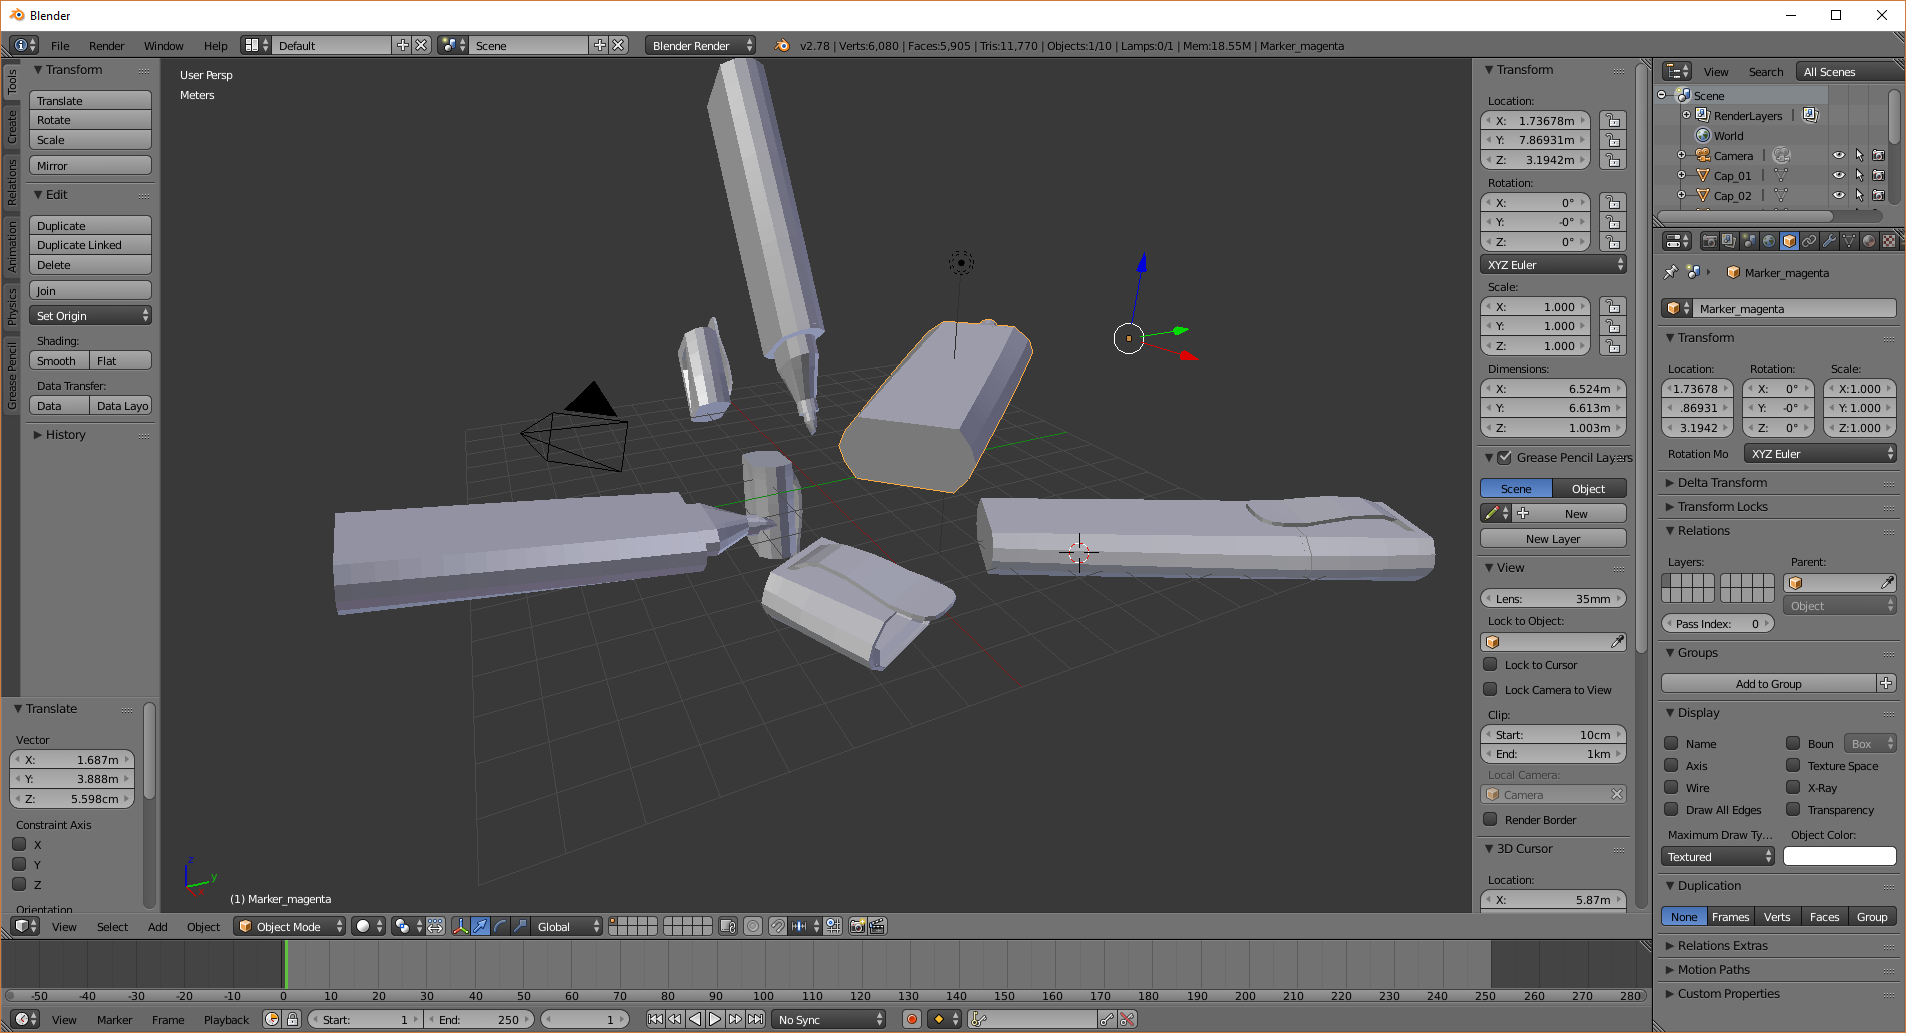 Blender
File Render Window Help Default Scene Blender Render v2.78 | Verts:6,080 | Faces:5,905 | Tris:11,770 | Objects:1/10 | Lamps:0/1 | Mem:18.55M | Marker_magenta
Tools
Create
Relations
Animation
Physics
Grease Pencil
Transform
Translate
Rotate
Scale
Mirror
Edit
Duplicate
Duplicate Linked
Delete
Join
Set Origin
Shading:
Smooth Flat
Data Transfer:
Data Data Layo
History
Translate
Vector
X: 1.687m
Y: 3.888m
Z: 5.598cm
Constraint Axis
X
Y
Z
Orientation
User Persp
Meters
z
y
(1) Marker_magenta
Transform
Location:
X: 1.73678m
Y: 7.86931m
Z: 3.1942m
Rotation:
X: 0°
Y: -0°
Z: 0°
XYZ Euler
Scale:
X: 1.000
Y: 1.000
Z: 1.000
Dimensions:
X: 6.524m
Y: 6.613m
Z: 1.003m
Grease Pencil Layers
Scene Object
New
New Layer
View
Lens: 35mm
Lock to Object:
Lock to Cursor
Lock Camera to View
Clip:
Start: 10cm
End: 1km
Local Camera:
Camera
Render Border
3D Cursor
Location:
X: 5.87m
View Search All Scenes
Scene
RenderLayers
World
Camera
Cap_01
Cap_02
Marker_magenta
Marker_magenta
Transform
Location: Rotation: Scale:
1.73678 X: 0° X:1.000
.86931 Y: -0° Y: 1.000
3.1942 Z: 0° Z:1.000
Rotation Mo XYZ Euler
Delta Transform
Transform Locks
Relations
Layers: Parent:
Object
Pass Index: 0
Groups
Add to Group
Display
Name Boun Box
Axis Texture Space
Wire X-Ray
Draw All Edges Transparency
Maximum Draw Ty... Object Color:
Textured
Duplication
None Frames Verts Faces Group
Relations Extras
Motion Paths
Custom Properties
View Select Add Object Object Mode Global
-50 -40 -30 -20 -10 0 10 20 30 40 50 60 70 80 90 100 110 120 130 140 150 160 170 180 190 200 210 220 230 240 250 260 270 280
View Marker Frame Playback Start: 1 End: 250 1 No Sync